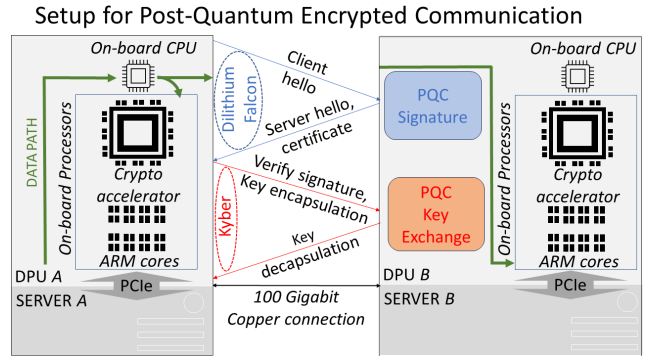 Setup for Post-Quantum Encrypted Communication
On-board CPU
DATA PATH
On-board Processors
Crypto
accelerator
ARM cores
DPU A
PCIe
SERVER A
Client
hello
Dilithium
Falcon
Server hello,
certificate
Verify signature,
Key encapsulation
Kyber
Key
decapsulation
100 Gigabit
Copper connection
PQC
Signature
PQC
Key
Exchange
On-board CPU
On-board Processors
Crypto
accelerator
ARM cores
DPU B
PCIe
SERVER B